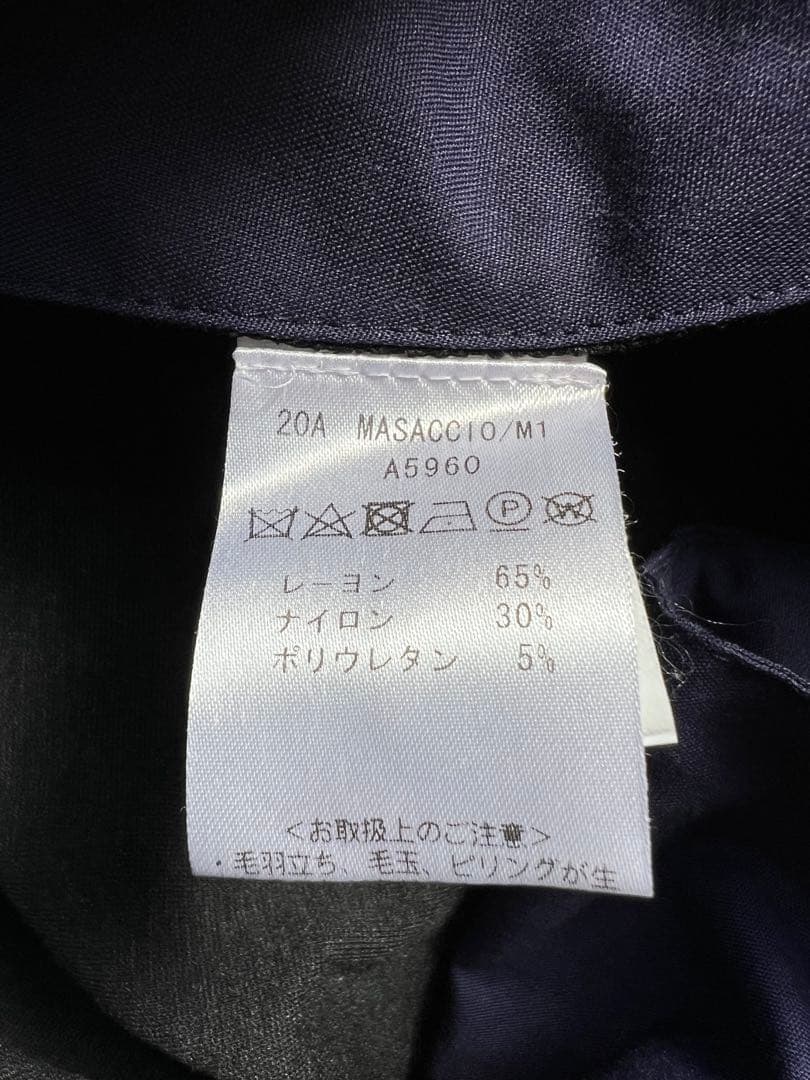 20A MASACCIO/M1
A5960
P W
レーヨン 65%
ナイロン 30%
ポリウレタン 5%
<お取扱上のご注意>
・毛羽立ち、毛玉、ピリングが生